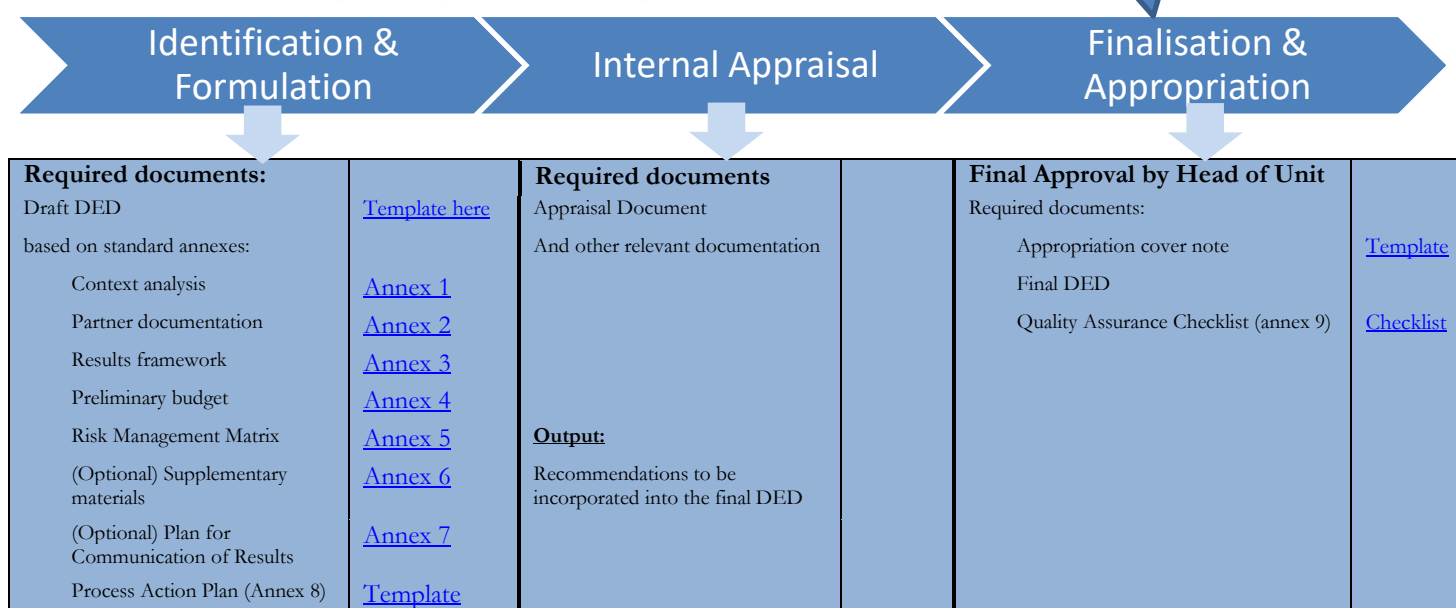 Identification &
Formulation
Internal Appraisal
Finalisation &
Appropriation
Required documents:
Draft DED
Template here
based on standard annexes:
Context analysis
Annex 1
Partner documentation
Annex 2
Results framework
Annex 3
Preliminary budget
Annex 4
Risk Management Matrix
Annex 5
(Optional) Supplementary
materials
Annex 6
(Optional) Plan for
Communication of Results
Annex 7
Process Action Plan (Annex 8)
Template
Required documents
Appraisal Document
And other relevant documentation
Output:
Recommendations to be
incorporated into the final DED
Final Approval by Head of Unit
Required documents:
Appropriation cover note
Template
Final DED
Quality Assurance Checklist (annex 9)
Checklist